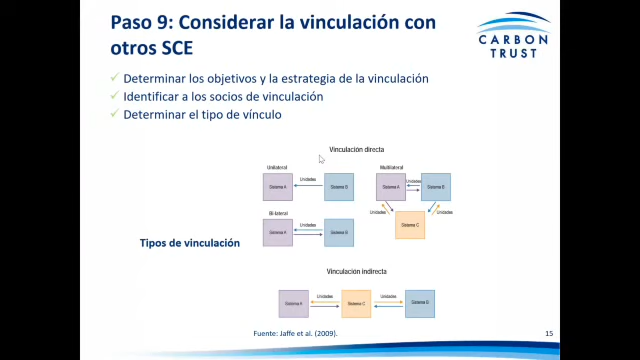 Paso 9: Considerar la vinculación con
otros SCE
CARBON
TRUST
Determinar los objetivos y la estrategia de la vinculación
Identificar a los socios de vinculación
Determinar el tipo de vínculo
Vinculación directa
Unilateral
Unidades
Sistema A
Sistema B
Multilateral
Unidades
Sistema A
Sistema B
Unidades
Unidades
Sistema C
Bi-lateral
Unidades
Sistema A
Sistema B
Tipos de vinculación
Vinculación indirecta
Unidades
Unidades
Sistema A
Sistema C
Sistema B
Fuente: Jaffe et al. (2009).
15